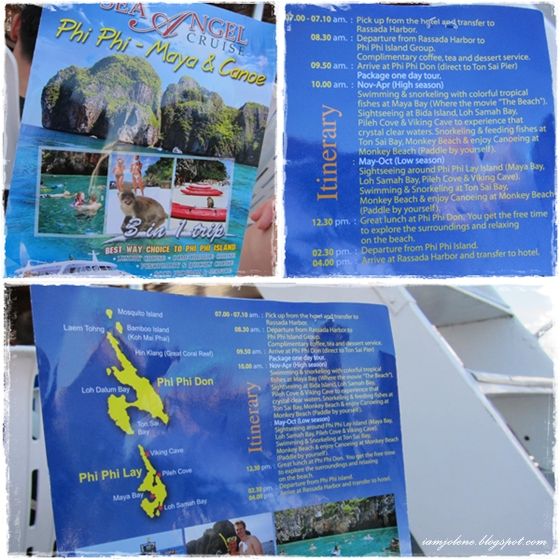 SEA ANGEL
CRUISE
Phi Phi - Maya & Canoe
3 in 1 trip
BEST WAY CHOICE TO PHI PHI ISLAND
07.00 - 07.10 am. : Pick up from the hotel and transfer to
Rassada Harbor.
08.30 am. : Departure from Rassada Harbor to
Phi Phi Island Group.
Complimentary coffee, tea and dessert service.
09.50 am. : Arrive at Phi Phi Don (direct to Ton Sai Pier)
Package one day tour.
10.00 am. : Nov-Apr (High season)
Swimming & snorkeling with colorful tropical
fishes at Maya Bay (Where the movie "The Beach").
Sightseeing at Bida Island, Loh Samah Bay,
Pileh Cove & Viking Cave to experience that
crystal clear waters. Snorkeling & feeding fishes at
Ton Sai Bay, Monkey Beach & enjoy Canoeing at
Monkey Beach (Paddle by yourself).
: May-Oct (Low season)
Sightseeing around Phi Phi Lay Island (Maya Bay,
Loh Samah Bay, Pileh Cove & Viking Cave).
Swimming & Snorkeling at Ton Sai Bay,
Monkey Beach & enjoy Canoeing at Monkey Beach
(Paddle by yourself).
12.30 pm. : Great lunch at Phi Phi Don. You get the free time
to explore the surroundings and relaxing
on the beach.
02.30 pm. : Departure from Phi Phi Island.
04.00 pm. : Arrive at Rassada Harbor and transfer to hotel.
Itinerary
Mosquito Island
Laem Tohng
Bamboo Island
(Koh Mai Phai)
Hin Klang (Great Coral Reef)
Phi Phi Don
Loh Dalum Bay
Ton Sai
Bay
Viking Cave
Phi Phi Lay
Pileh Cove
Maya Bay
Loh Samah Bay
07.00 - 07.10 am. : Pick up from the hotel and transfer to
Rassada Harbor.
08.30 am. : Departure from Rassada Harbor to
Phi Phi Island Group.
Complimentary coffee, tea and dessert service.
09.50 am. : Arrive at Phi Phi Don (direct to Ton Sai Pier)
Package one day tour.
10.00 am. : Nov-Apr (High season)
Swimming & snorkeling with colorful tropical
fishes at Maya Bay (Where the movie "The Beach").
Sightseeing at Bida Island, Loh Samah Bay,
Pileh Cove & Viking Cave to experience that
crystal clear waters. Snorkeling & feeding fishes at
Ton Sai Bay, Monkey Beach & enjoy Canoeing at
Monkey Beach (Paddle by yourself).
May-Oct (Low season)
Sightseeing around Phi Phi Lay Island (Maya Bay,
Loh Samah Bay, Pileh Cove & Viking Cave).
Swimming & Snorkeling at Ton Sai Bay,
Monkey Beach & enjoy Canoeing at Monkey Beach
(Paddle by yourself).
12.30 pm. : Great lunch at Phi Phi Don. You get the free time
to explore the surroundings and relaxing
on the beach.
02.30 pm. : Departure from Phi Phi Island.
04.00 pm. : Arrive at Rassada Harbor and transfer to hotel.
Itinerary
iamjolene.blogspot.com